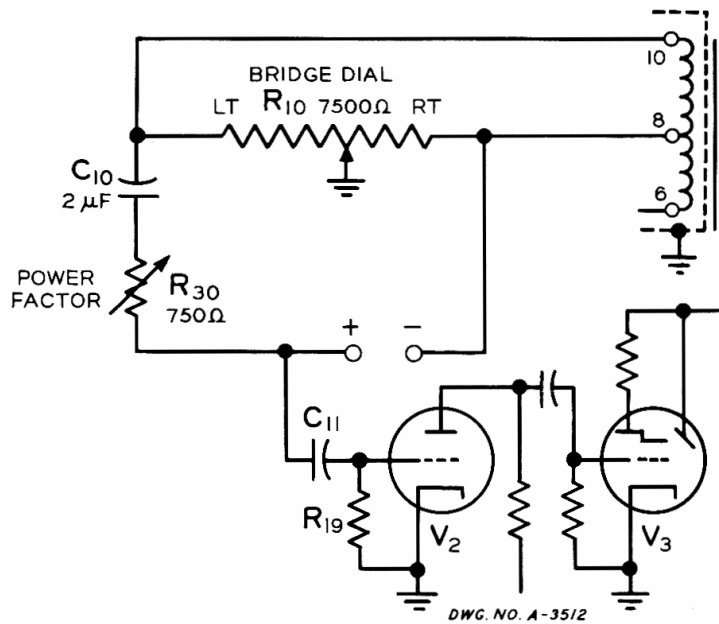 10
BRIDGE DIAL
LT R10 7500Ω RT
8
C10
2 μF
6
POWER
FACTOR
R30
750Ω
+ −
C11
R19
V2
V3
DWG. NO. A-3512